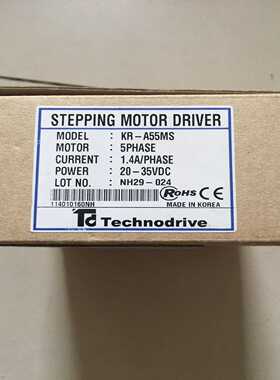 STEPPING MOTOR DRIVER
MODEL : KR-A55MS
MOTOR : 5PHASE
CURRENT : 1.4A/PHASE
POWER : 20-35VDC
LOT NO. : NH29-024
RoHS CE
MADE IN KOREA
Technodrive
114010160NH